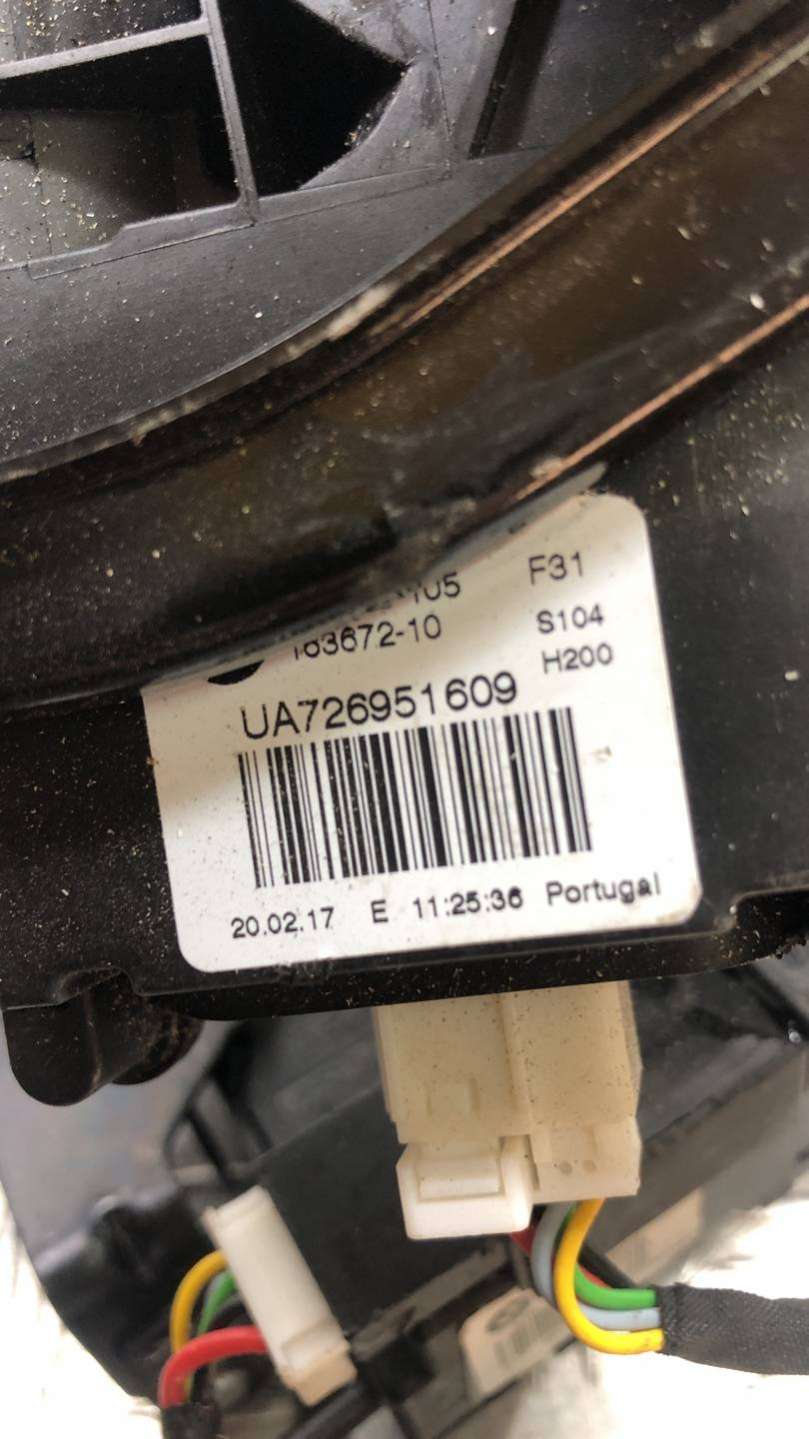 F31
163672-10 S104
H200
UA726951609
20.02.17 E 11:25:36 Portugal